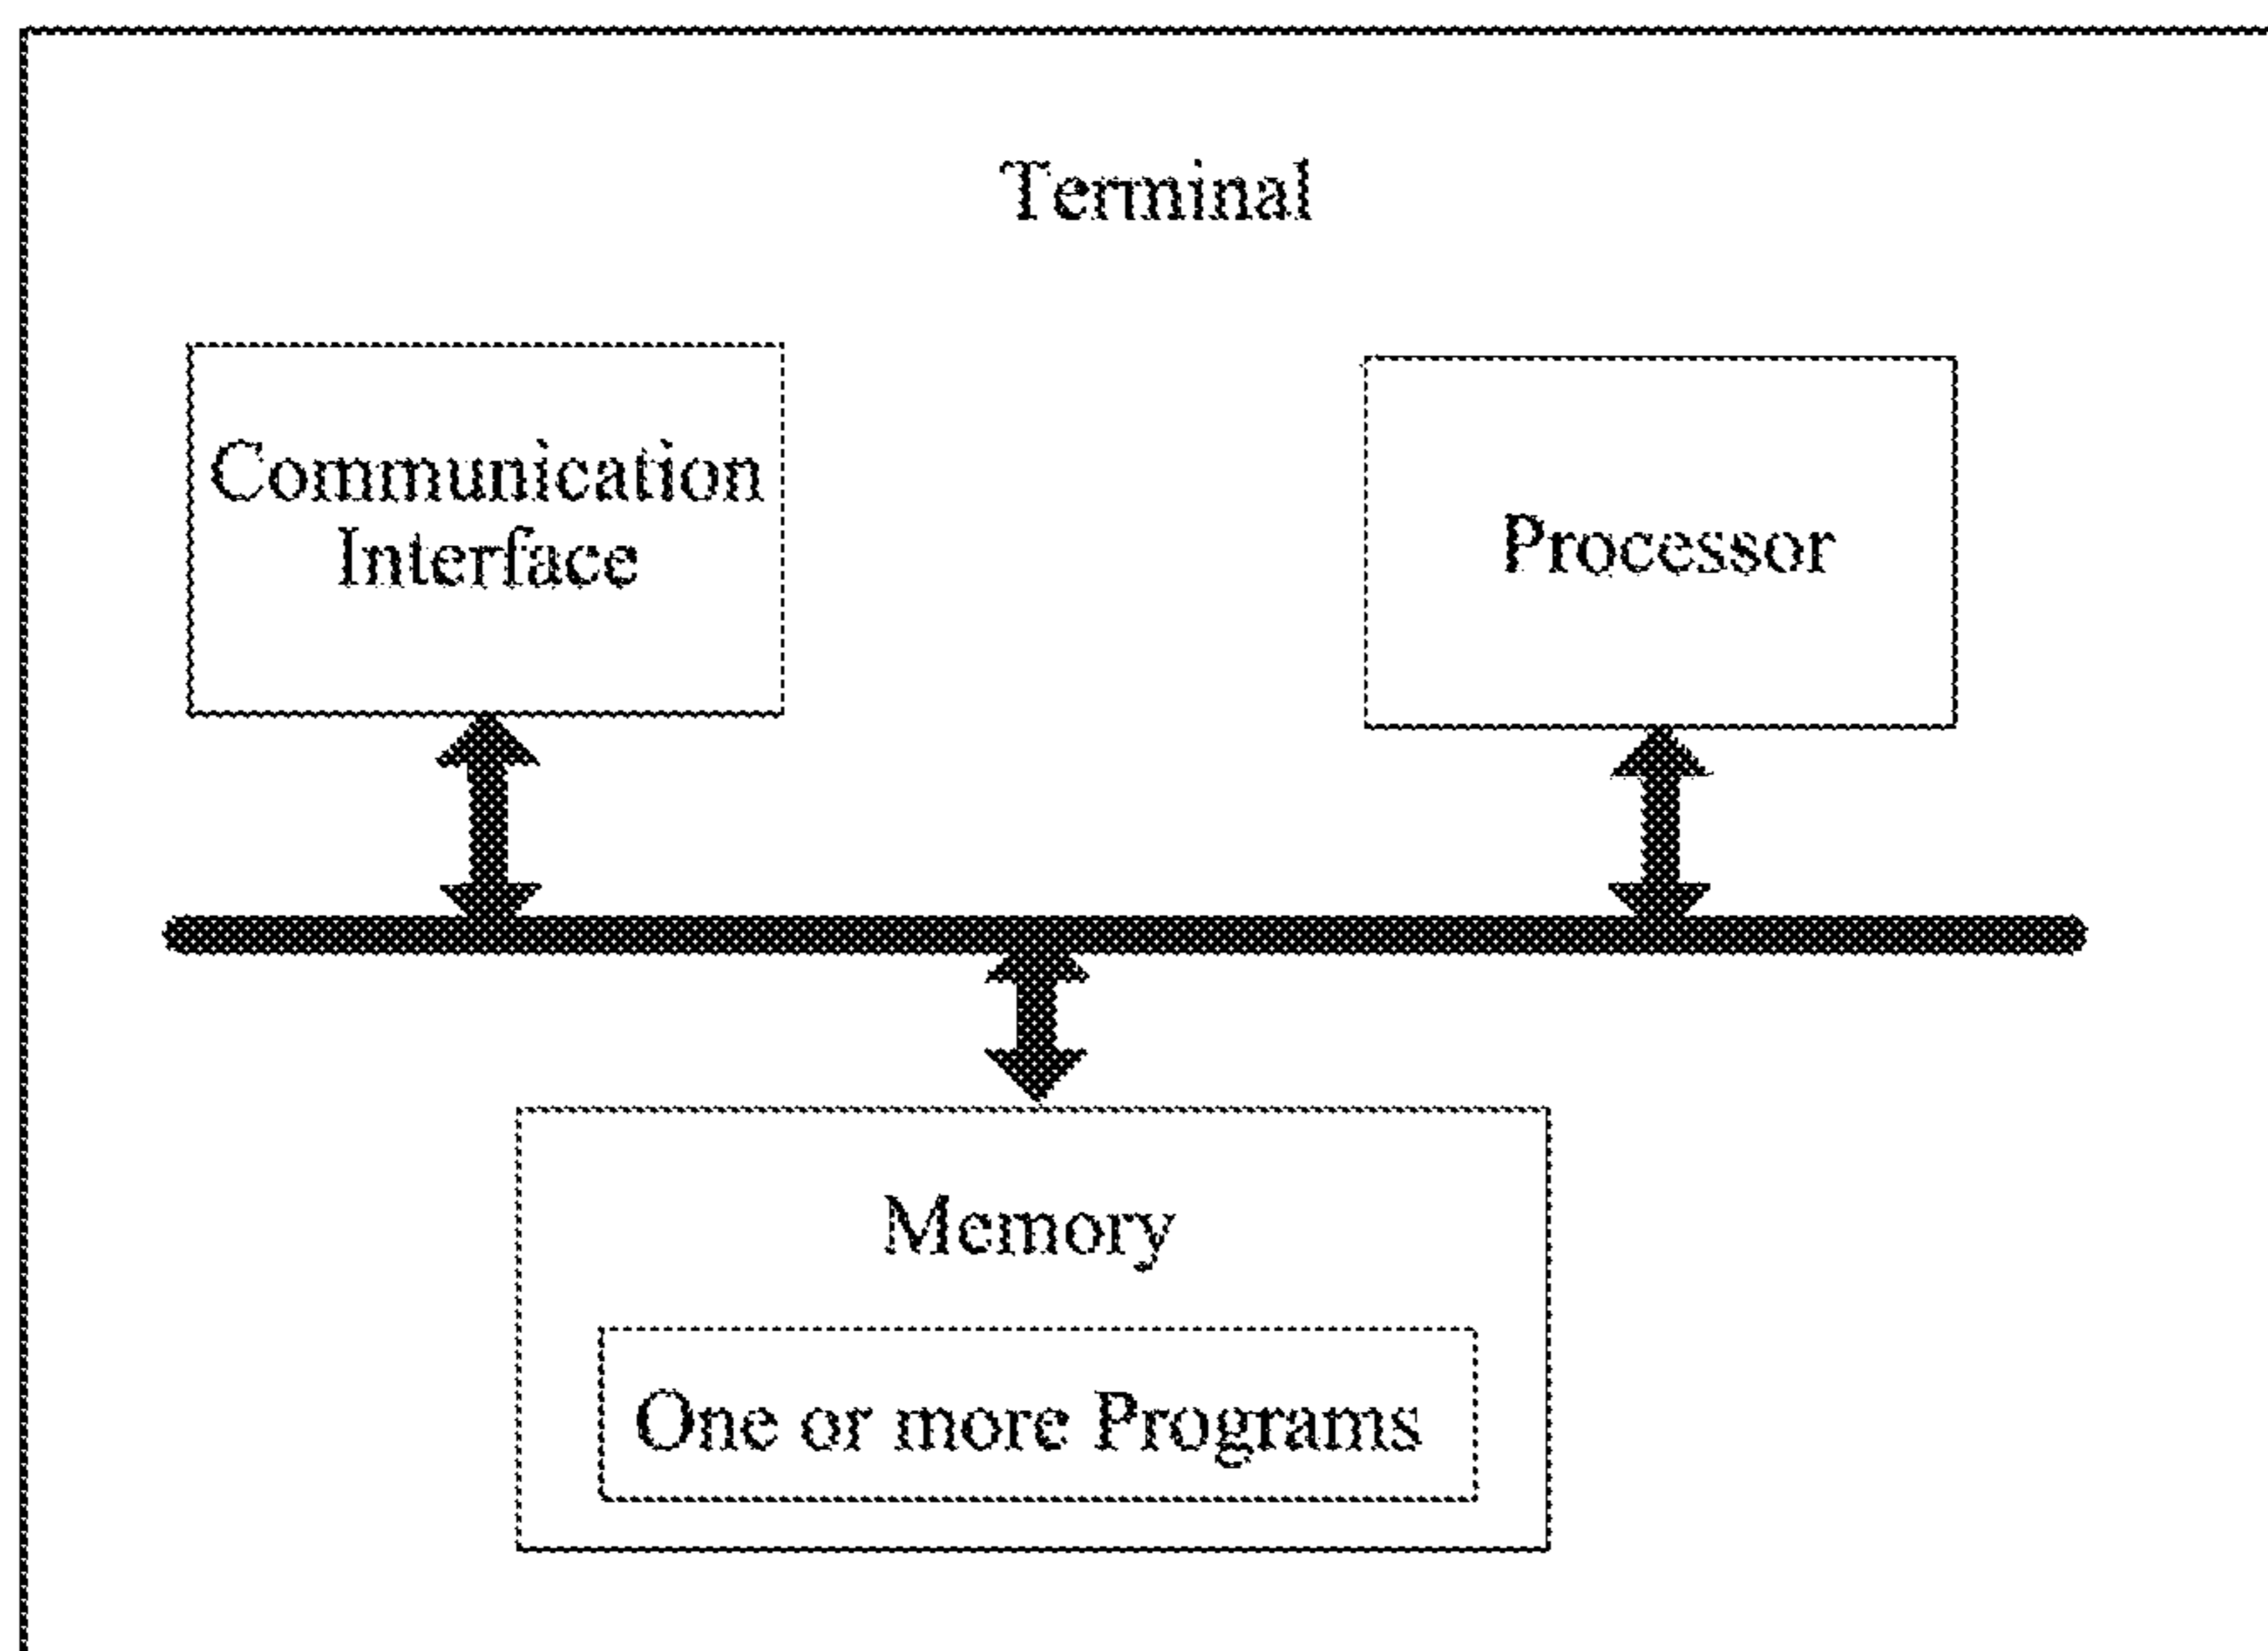 Terminal
Communication
Interface
Processor
Memory
One or more Programs